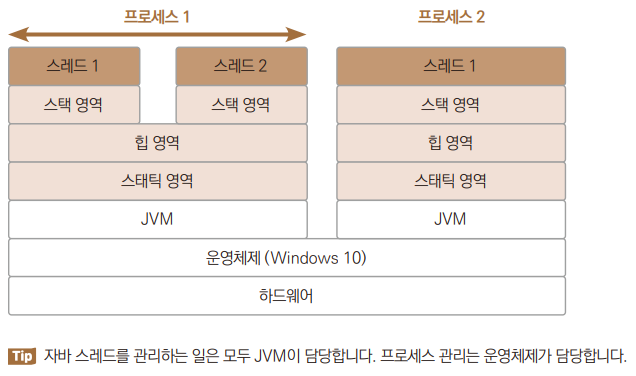 프로세스 1 프로세스 2
스레드 1 스레드 2 스레드 1
스택 영역 스택 영역 스택 영역
힙 영역 힙 영역
스태틱 영역 스태틱 영역
JVM JVM
운영체제 (Windows 10)
하드웨어
Tip 자바 스레드를 관리하는 일은 모두 JVM이 담당합니다. 프로세스 관리는 운영체제가 담당합니다.